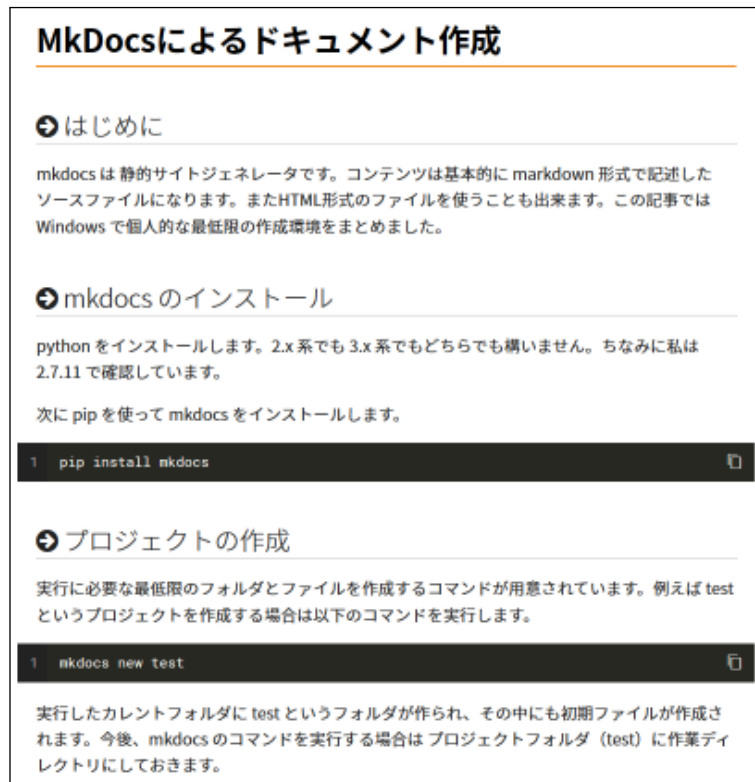 MkDocsによるドキュメント作成
はじめに
mkdocs は 静的サイトジェネレータです。コンテンツは基本的に markdown 形式で記述した
ソースファイルになります。またHTML形式のファイルを使うことも出来ます。この記事では
Windows で個人的な最低限の作成環境をまとめました。
mkdocs のインストール
python をインストールします。2.x 系でも 3.x 系でもどちらでも構いません。ちなみに私は
2.7.11 で確認しています。
次に pip を使って mkdocs をインストールします。
1 pip install mkdocs
プロジェクトの作成
実行に必要な最低限のフォルダとファイルを作成するコマンドが用意されています。例えば test
というプロジェクトを作成する場合は以下のコマンドを実行します。
1 mkdocs new test
実行したカレントフォルダに test というフォルダが作られ、その中にも初期ファイルが作成さ
れます。今後、mkdocs のコマンドを実行する場合は プロジェクトフォルダ（test）に作業ディ
レクトリにしておきます。